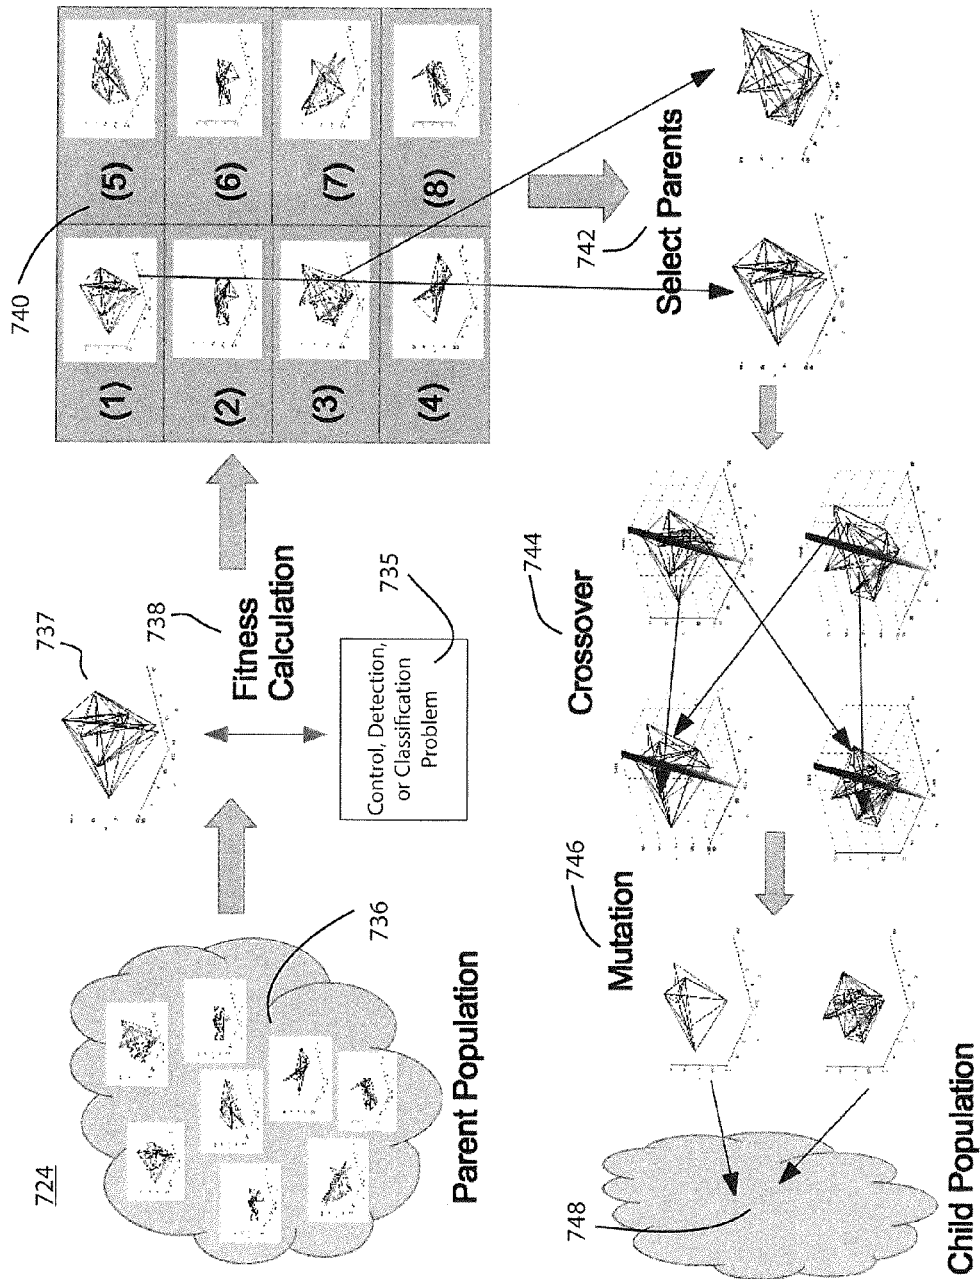 724
Parent Population
736
737
738
Fitness
Calculation
Control, Detection,
or Classification
Problem
735
740
(1)
(2)
(3)
(4)
(5)
(6)
(7)
(8)
742
Select Parents
744
Crossover
746
Mutation
748
Child Population